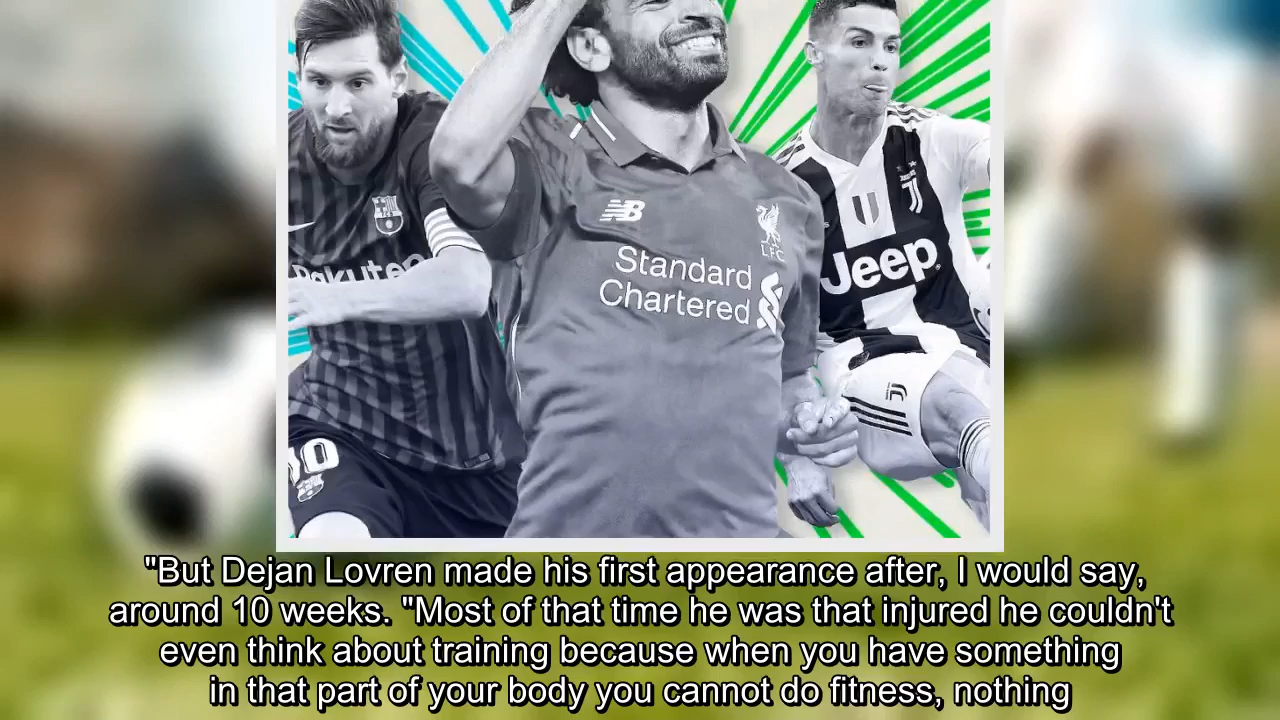 Rakuten
10
NB
LFC
Standard
Chartered
Jeep
"But Dejan Lovren made his first appearance after, I would say,
around 10 weeks. "Most of that time he was that injured he couldn't
even think about training because when you have something
in that part of your body you cannot do fitness, nothing